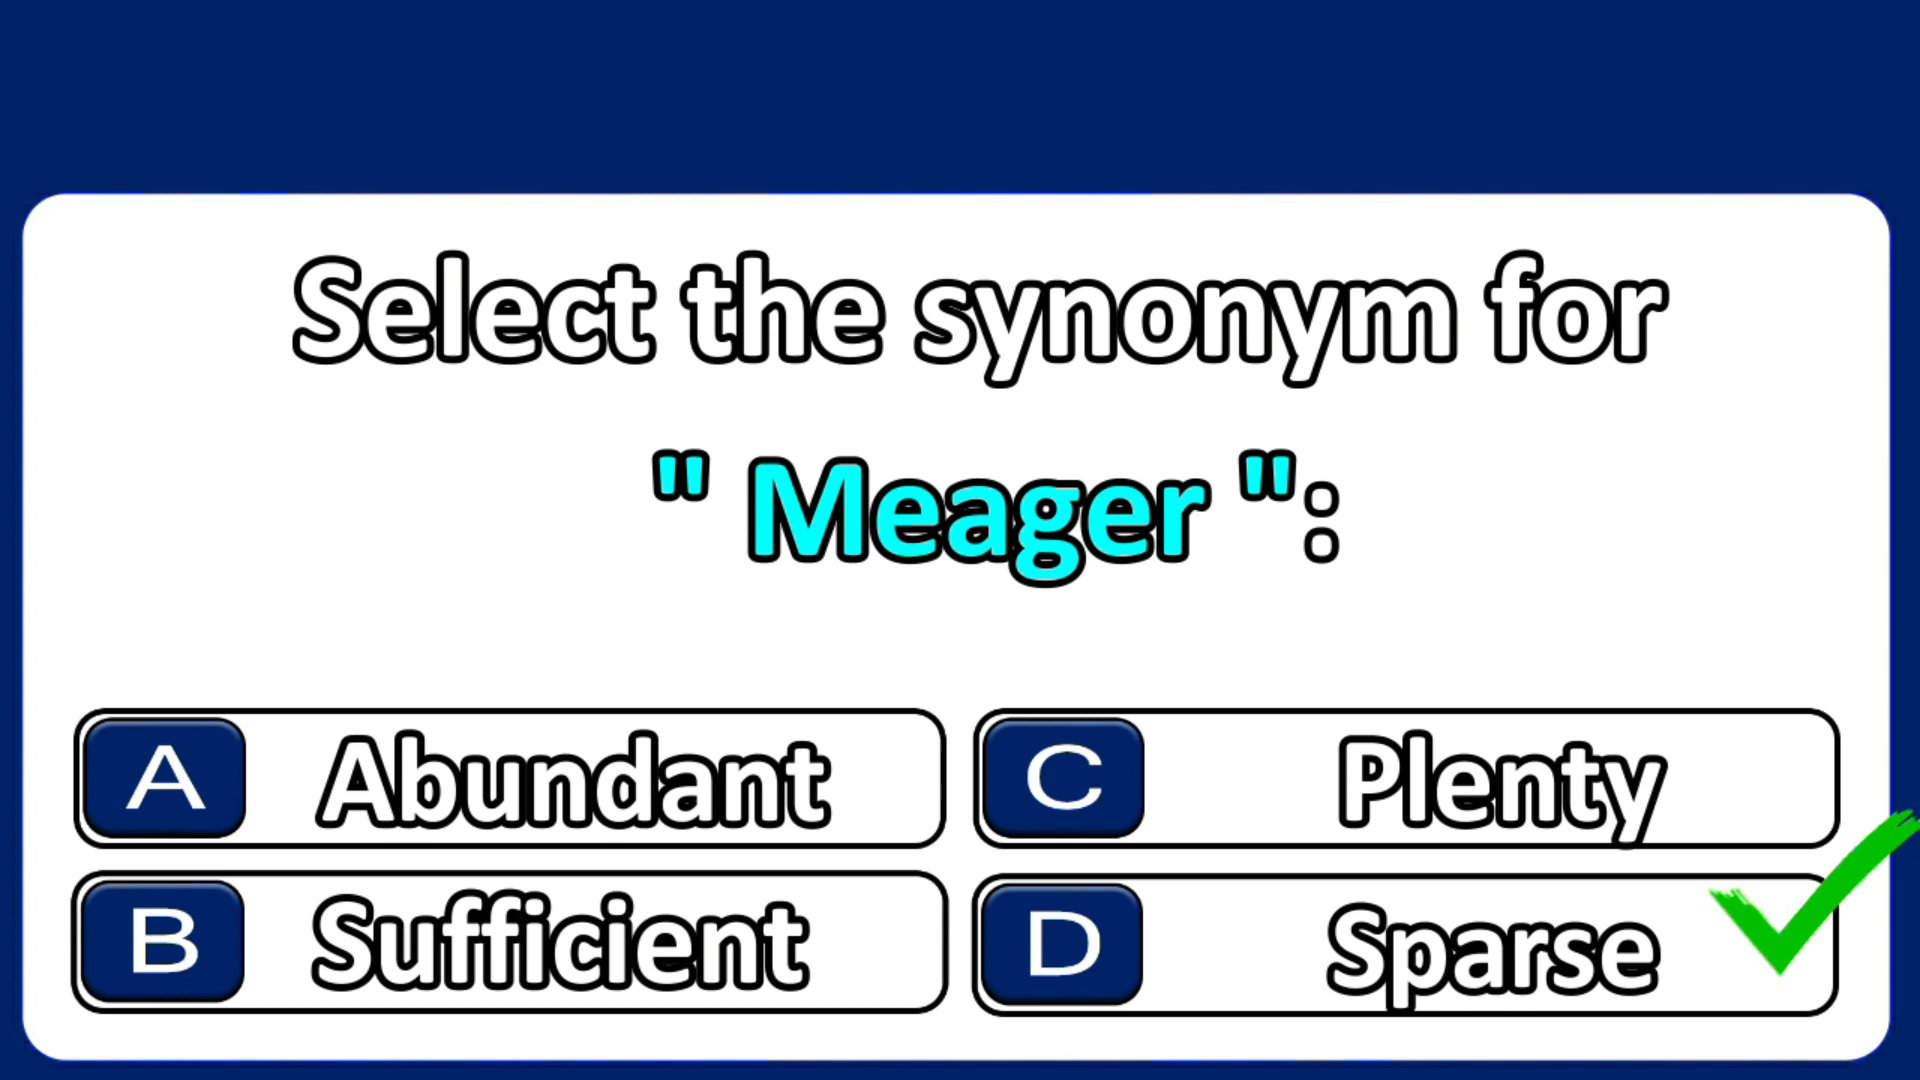 Select the synonym for
" Meager ":
A Abundant
C Plenty
B Sufficient
D Sparse